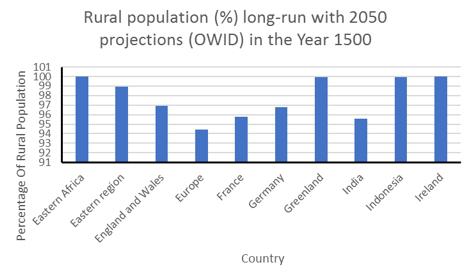 Rural population (%) long-run with 2050
projections (OWID) in the Year 1500
Percentage Of Rural Population
101
100
99
98
97
96
95
94
93
92
91
Eastern Africa
Eastern region
England and Wales
Europe
France
Germany
Greenland
India
Indonesia
Ireland
Country